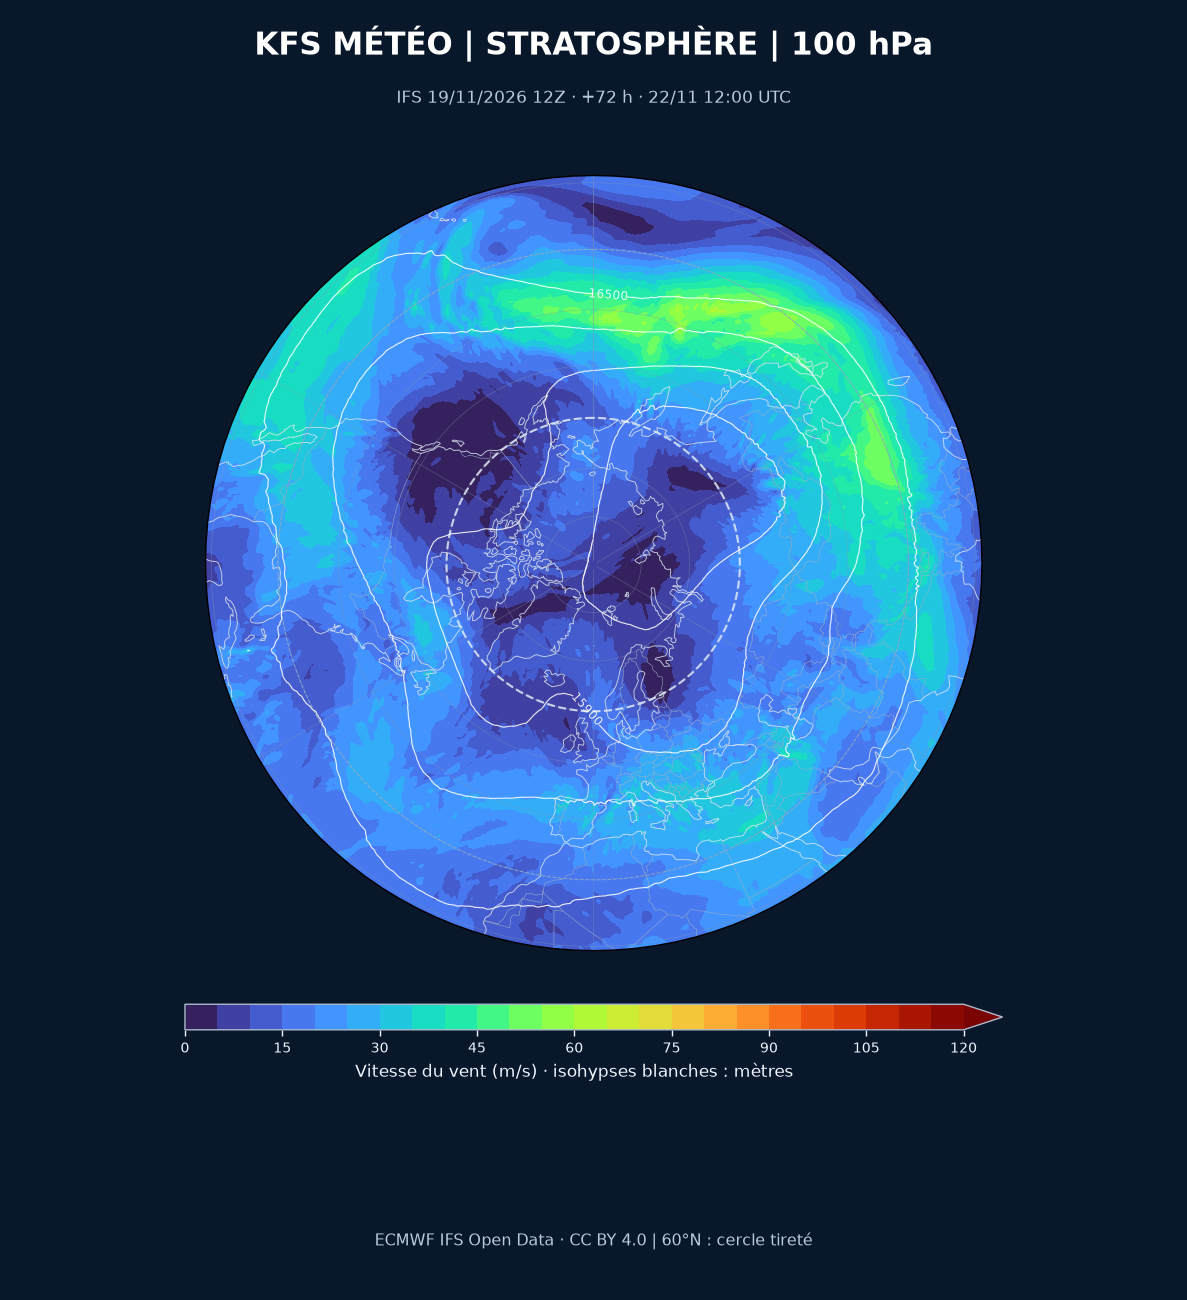 KFS MÉTÉO | STRATOSPHÈRE | 100 hPa
IFS 19/11/2026 12Z · +72 h · 22/11 12:00 UTC
16500
15900
0 15 30 45 60 75 90 105 120
Vitesse du vent (m/s) · isohypses blanches : mètres
ECMWF IFS Open Data · CC BY 4.0 | 60°N : cercle tireté